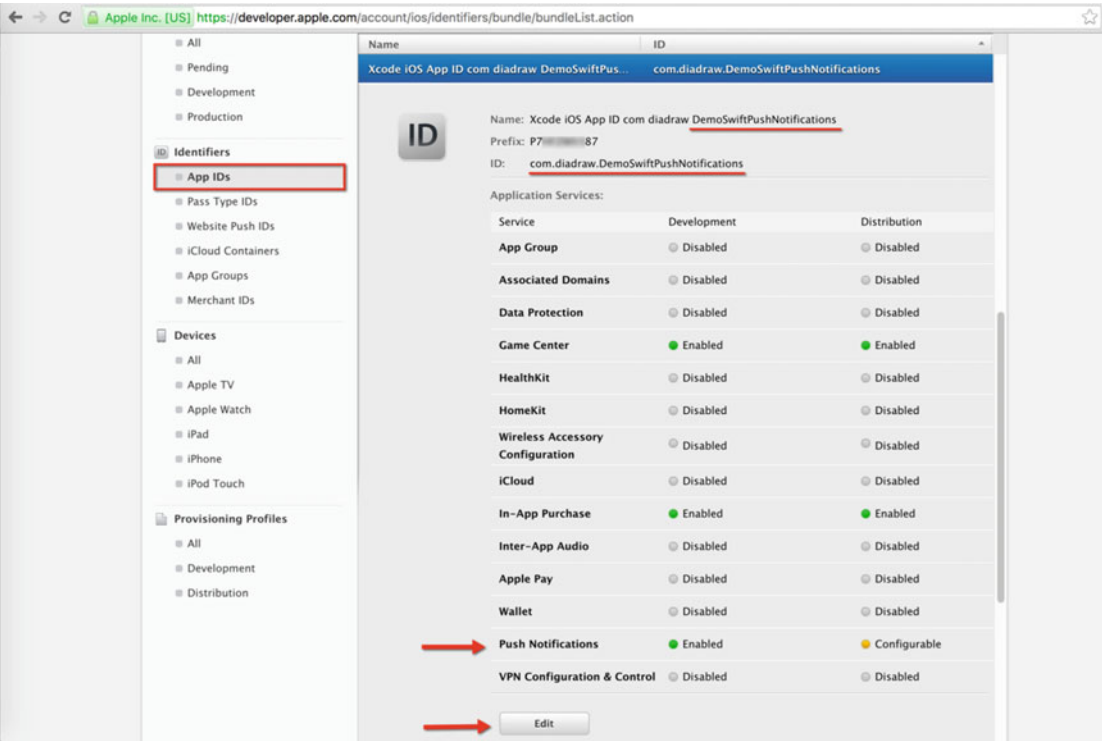 Apple Inc. [US] https://developer.apple.com/account/ios/identifiers/bundle/bundleList.action
All
Pending
Development
Production
Identifiers
App IDs
Pass Type IDs
Website Push IDs
iCloud Containers
App Groups
Merchant IDs
Devices
All
Apple TV
Apple Watch
iPad
iPhone
iPod Touch
Provisioning Profiles
All
Development
Distribution
Name ID
Xcode iOS App ID com diadraw DemoSwiftPus... com.diadraw.DemoSwiftPushNotifications
ID
Name: Xcode iOS App ID com diadraw DemoSwiftPushNotifications
Prefix: P7 87
ID: com.diadraw.DemoSwiftPushNotifications
Application Services:
Service Development Distribution
App Group Disabled Disabled
Associated Domains Disabled Disabled
Data Protection Disabled Disabled
Game Center Enabled Enabled
HealthKit Disabled Disabled
HomeKit Disabled Disabled
Wireless Accessory
Configuration Disabled Disabled
iCloud Disabled Disabled
In-App Purchase Enabled Enabled
Inter-App Audio Disabled Disabled
Apple Pay Disabled Disabled
Wallet Disabled Disabled
Push Notifications Enabled Configurable
VPN Configuration & Control Disabled Disabled
Edit